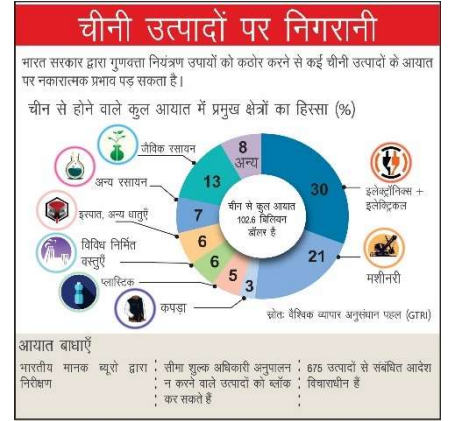 चीनी उत्पादों पर निगरानी
भारत सरकार द्वारा गुणवत्ता नियंत्रण उपायों को कठोर करने से कई चीनी उत्पादों के आयात
पर नकारात्मक प्रभाव पड़ सकता है।
चीन से होने वाले कुल आयात में प्रमुख क्षेत्रों का हिस्सा (%)
जैविक रसायन
8
अन्य
अन्य रसायन
13
30
इलेक्ट्रॉनिक्स +
इलेक्ट्रिकल
चीन से कुल आयात
102.6 बिलियन
डॉलर है
इस्पात, अन्य धातुएँ
7
विविध निर्मित
वस्तुएँ
6
21
मशीनरी
प्लास्टिक
6
5
3
कपड़ा
स्रोतः वैश्विक व्यापार अनुसंधान पहल (GTRI)
आयात बाधाएँ
भारतीय मानक ब्यूरो द्वारा
निरीक्षण
सीमा शुल्क अधिकारी अनुपालन
न करने वाले उत्पादों को ब्लॉक
कर सकते हैं
675 उत्पादों से संबंधित आदेश
विचाराधीन हैं